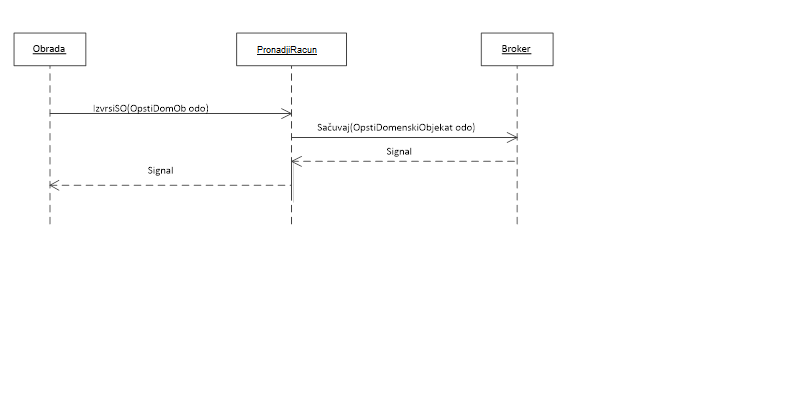 Obrada
PronadjiRacun
Broker
IzvrsiSO(OpstiDomOb odo)
Sačuvaj(OpstiDomenskiObjekat odo)
Signal
Signal